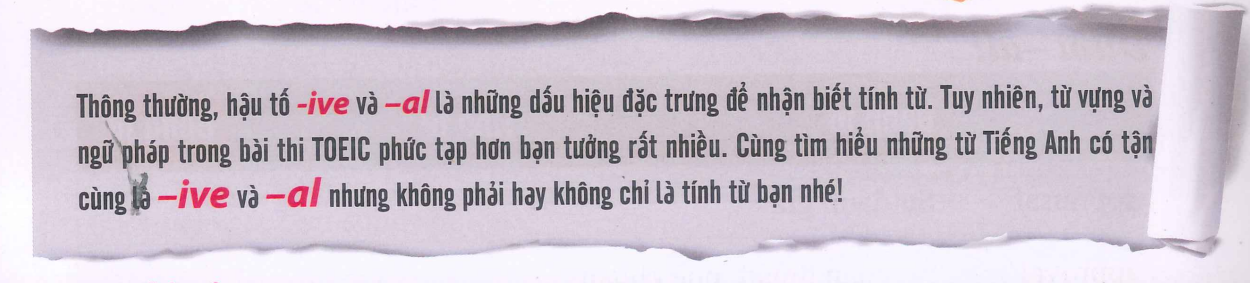 Thông thường, hậu tố -ive và –al là những dấu hiệu đặc trưng để nhận biết tính từ. Tuy nhiên, từ vựng và
ngữ pháp trong bài thi TOEIC phức tạp hơn bạn tưởng rất nhiều. Cùng tìm hiểu những từ Tiếng Anh có tận
cùng là –ive và –al nhưng không phải hay không chỉ là tính từ bạn nhé!